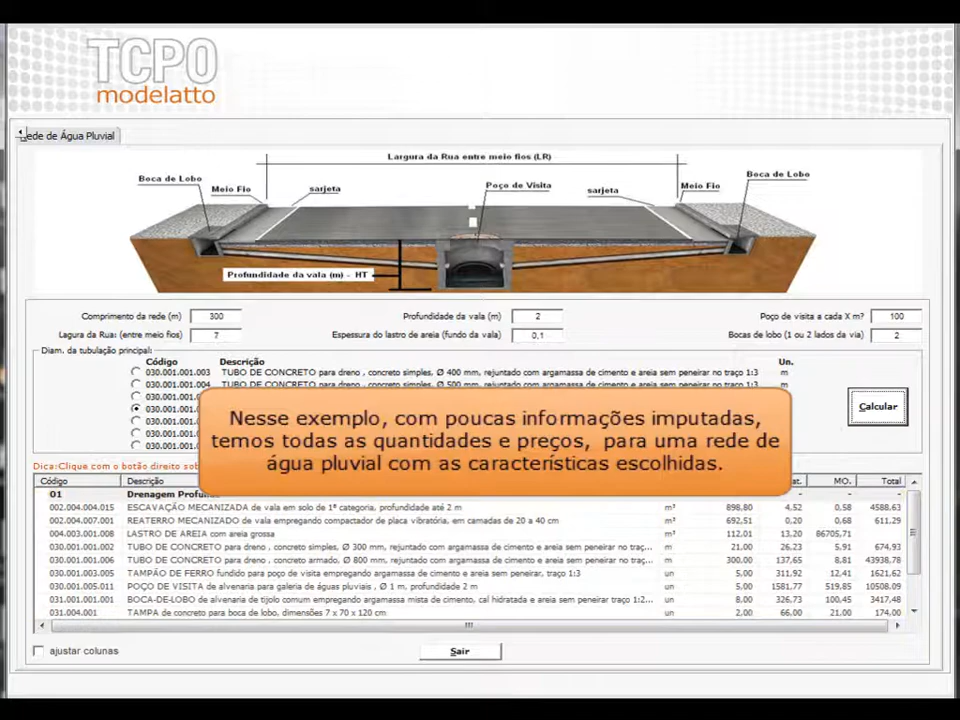 TCPO
modelatto
Rede de Água Pluvial
Largura da Rua entre meio fios (LR)
Boca de Lobo
Meio Fio
sarjeta
Poço de Visita
sarjeta
Meio Fio
Boca de Lobo
Profundidade da vala (m) - HT
Comprimento da rede (m) 300 Profundidade da vala (m) 2 Poço de visita a cada X m? 100
Lagura da Rua: (entre meio fios) 7 Espessura do lastro de areia (fundo da vala) 0,1 Bocas de lobo (1 ou 2 lados da via) 2
Diam. da tubulação principal:
Código Descrição Un.
030.001.001.003 TUBO DE CONCRETO para dreno , concreto simples, Ø 400 mm, rejuntado com argamassa de cimento e areia sem peneirar no traço 1:3 m
030.001.001.004 TUBO DE CONCRETO para dreno , concreto simples, Ø 500 mm, rejuntado com argamassa de cimento e areia sem peneirar no traço 1:3 m
030.001.001.0
030.001.001.0
030.001.001.0
030.001.001.0
030.001.001.0
Calcular
Nesse exemplo, com poucas informações imputadas,
temos todas as quantidades e preços, para uma rede de
água pluvial com as características escolhidas.
Dica:Clique com o botão direito sob
Código Descrição MO. Total
01 Drenagem - - -
002.004.004.015 ESCAVAÇÃO MECANIZADA de vala em solo de 1ª categoria, profundidade até 2 m m³ 898,80 4,52 0,58 4588,63
002.004.007.001 REATERRO MECANIZADO de vala empregando compactador de placa vibratória, em camadas de 20 a 40 cm m³ 692,51 0,20 0,68 611,29
004.003.001.008 LASTRO DE AREIA com areia grossa m³ 112,01 13,20 86705,71
030.001.001.002 TUBO DE CONCRETO para dreno , concreto simples, Ø 300 mm, rejuntado com argamassa de cimento e areia sem peneirar no traç... m 21,00 26,23 5,91 674,93
030.001.001.006 TUBO DE CONCRETO para dreno , concreto armado, Ø 800 mm, rejuntado com argamassa de cimento e areia sem peneirar no traç... m 300,00 137,65 8,81 43938,78
030.001.003.005 TAMPÃO DE FERRO fundido para poço de visita empregando argamassa de cimento e areia sem peneirar, traço 1:3 un 5,00 311,92 12,41 1621,62
030.001.005.011 POÇO DE VISITA de alvenaria para galeria de águas pluviais , Ø 1 m, profundidade 2 m un 5,00 1581,77 519,85 10508,09
031.001.001.001 BOCA-DE-LOBO de alvenaria de tijolo comum empregando argamassa mista de cimento, cal hidratada e areia sem peneirar traço 1:2... un 8,00 326,73 100,45 3417,48
031.004.001 TAMPA de concreto para boca de lobo, dimensões 7 x 70 x 120 cm un 2,00 66,00 21,00 174,00
ajustar colunas
Sair